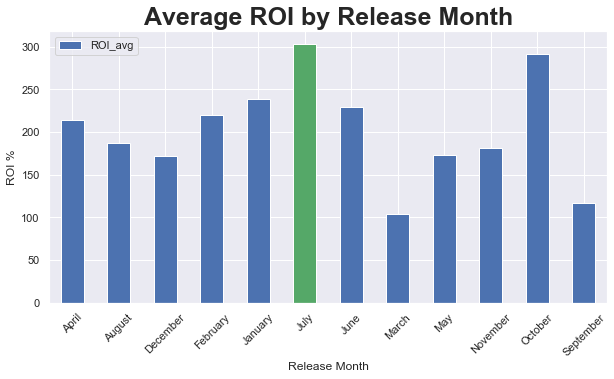 Average ROI by Release Month
ROI_avg
ROI %
300
250
200
150
100
50
0
April
August
December
February
January
July
June
March
May
November
October
September
Release Month